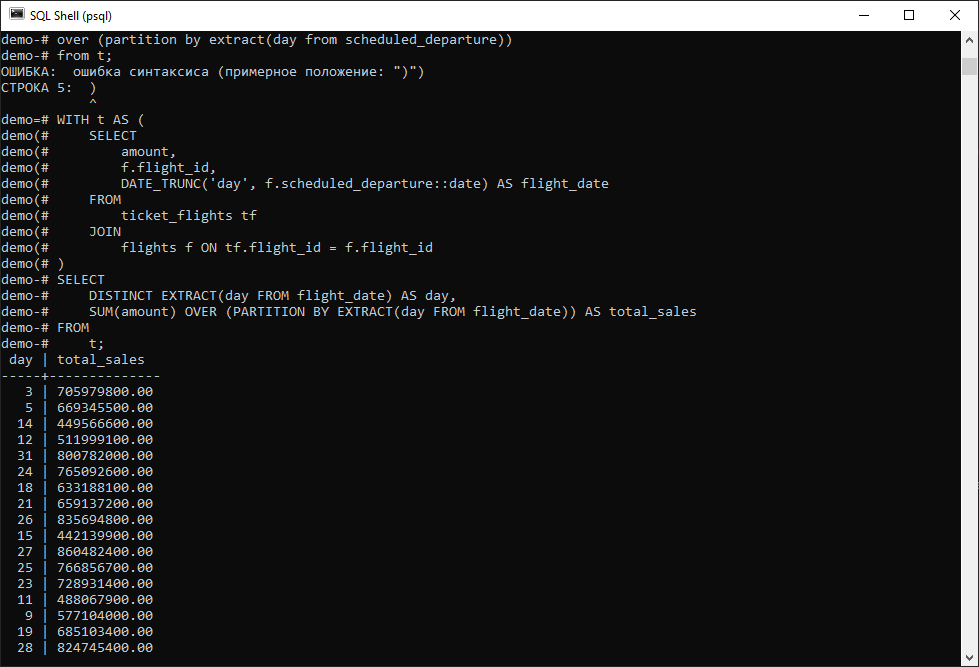 SQL Shell (psql)
demo-# over (partition by extract(day from scheduled_departure))
demo-# from t;
ОШИБКА:  ошибка синтаксиса (примерное положение: ")")
СТРОКА 5:  )
           ^
demo=# WITH t AS (
demo(#     SELECT
demo(#         amount,
demo(#         f.flight_id,
demo(#         DATE_TRUNC('day', f.scheduled_departure::date) AS flight_date
demo(#     FROM
demo(#         ticket_flights tf
demo(#     JOIN
demo(#         flights f ON tf.flight_id = f.flight_id
demo(# )
demo-# SELECT
demo-#     DISTINCT EXTRACT(day FROM flight_date) AS day,
demo-#     SUM(amount) OVER (PARTITION BY EXTRACT(day FROM flight_date)) AS total_sales
demo-# FROM
demo-#     t;
 day | total_sales
-----+--------------
   3 | 705979800.00
   5 | 669345500.00
  14 | 449566600.00
  12 | 511999100.00
  31 | 800782000.00
  24 | 765092600.00
  18 | 633188100.00
  21 | 659137200.00
  26 | 835694800.00
  15 | 442139900.00
  27 | 860482400.00
  25 | 766856700.00
  23 | 728931400.00
  11 | 488067900.00
   9 | 577104000.00
  19 | 685103400.00
  28 | 824745400.00